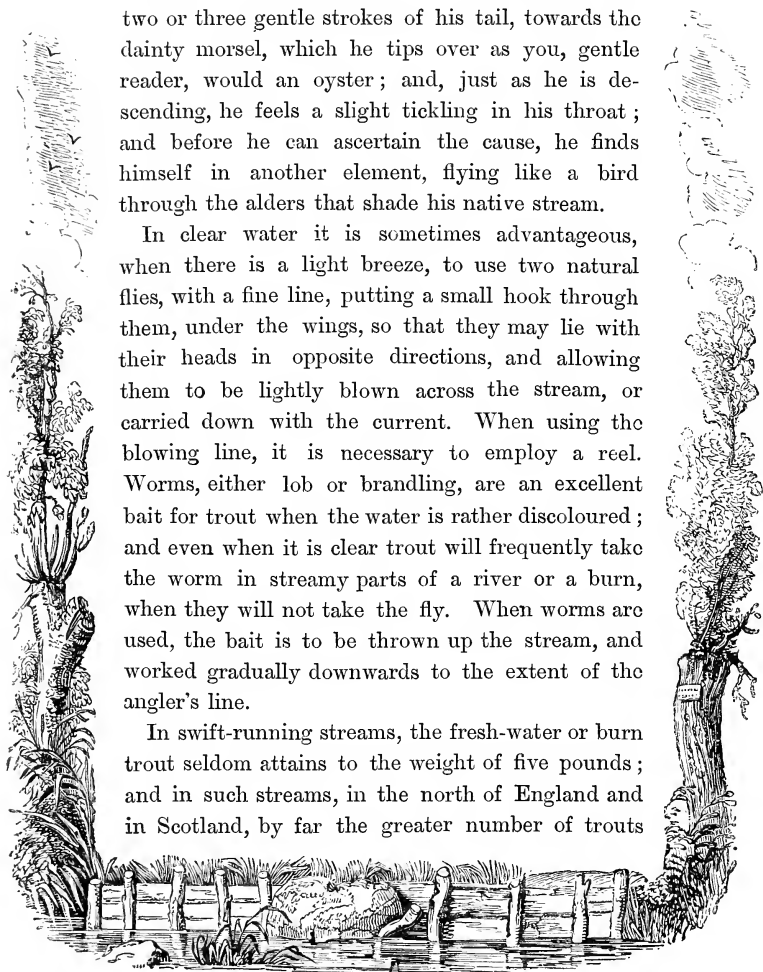 two or three gentle strokes of his tail, towards the
dainty morsel, which he tips over as you, gentle
reader, would an oyster; and, just as he is de-
scending, he feels a slight tickling in his throat;
and before he can ascertain the cause, he finds
himself in another element, flying like a bird
through the alders that shade his native stream.
In clear water it is sometimes advantageous,
when there is a light breeze, to use two natural
flies, with a fine line, putting a small hook through
them, under the wings, so that they may lie with
their heads in opposite directions, and allowing
them to be lightly blown across the stream, or
carried down with the current. When using the
blowing line, it is necessary to employ a reel.
Worms, either lob or brandling, are an excellent
bait for trout when the water is rather discoloured;
and even when it is clear trout will frequently take
the worm in streamy parts of a river or a burn,
when they will not take the fly. When worms are
used, the bait is to be thrown up the stream, and
worked gradually downwards to the extent of the
angler's line.
In swift-running streams, the fresh-water or burn
trout seldom attains to the weight of five pounds;
and in such streams, in the north of England and
in Scotland, by far the greater number of trouts